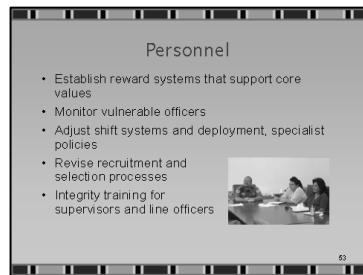 Personnel
• Establish reward systems that support core
values
• Monitor vulnerable officers
• Adjust shift systems and deployment, specialist
policies
• Revise recruitment and
selection processes
• Integrity training for
supervisors and line officers
53